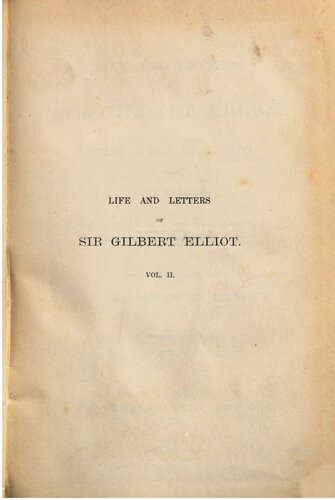 LIFE AND LETTERS
OF
SIR GILBERT ELLIOT.
VOL. II.